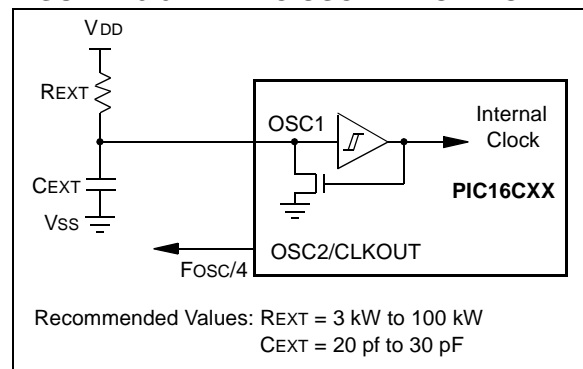 VDD
REXT
OSC1
Internal
Clock
CEXT
PIC16CXX
VSS
OSC2/CLKOUT
FOSC/4
Recommended Values: REXT = 3 kW to 100 kW
CEXT = 20 pf to 30 pF